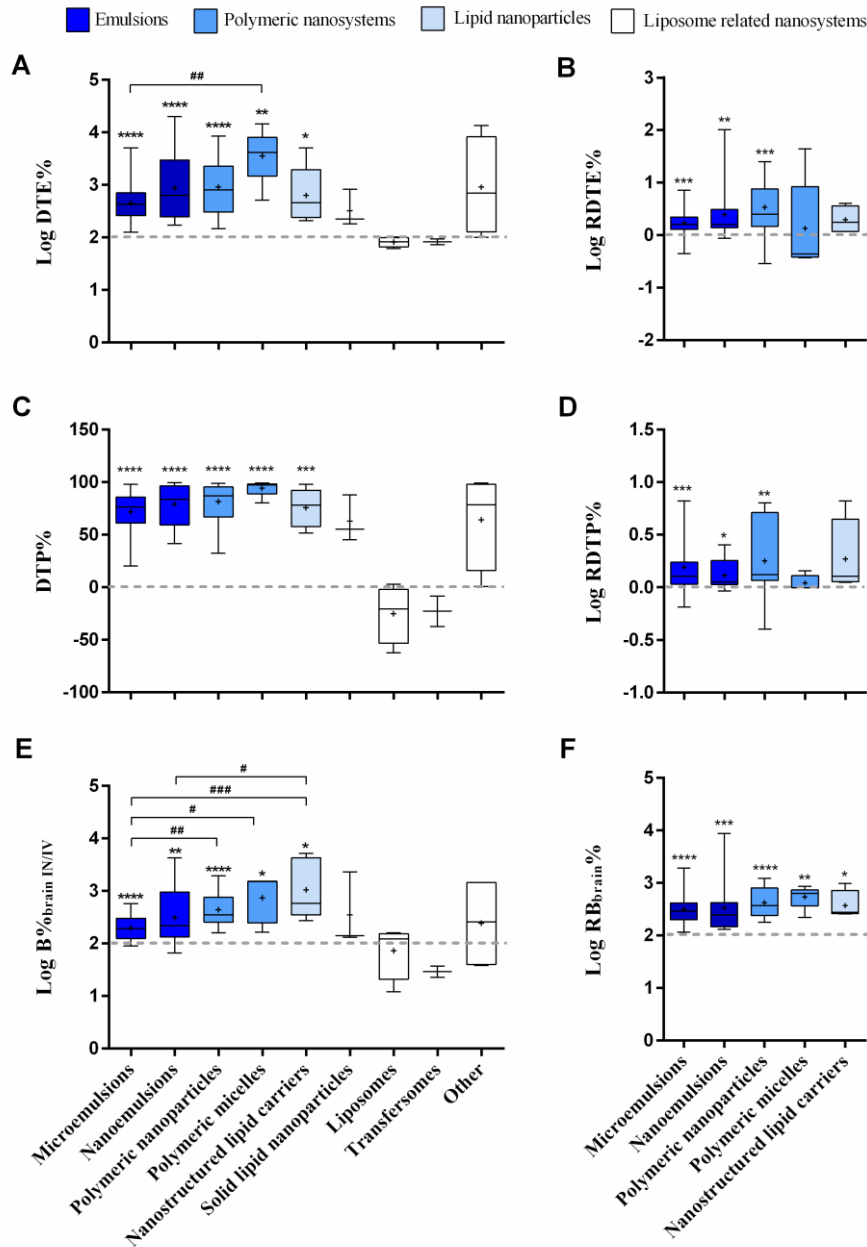 Emulsions Polymeric nanosystems Lipid nanoparticles Liposome related nanosystems
A
Log DTE%
5
4
3
2
1
0
##
**** **** **** ** *
B
Log RDTE%
3
2
1
0
-1
-2
*** ** ***
C
DTP%
150
100
50
0
-50
-100
**** **** **** **** ***
D
Log RDTP%
1.5
1.0
0.5
0.0
0.5
1.0
*** * **
E
Log B%brain IN/IV
5
4
3
2
1
0
#
###
#
##
**** ** **** * *
Microemulsions
Nanoemulsions
Polymeric nanoparticles
Polymeric micelles
Nanostructured lipid carriers
Solid lipid nanoparticles
Liposomes
Transfersomes
Other
F
Log RBbrain%
5
4
3
2
1
0
**** *** **** ** *
Microemulsions
Nanoemulsions
Polymeric nanoparticles
Polymeric micelles
Nanostructured lipid carriers